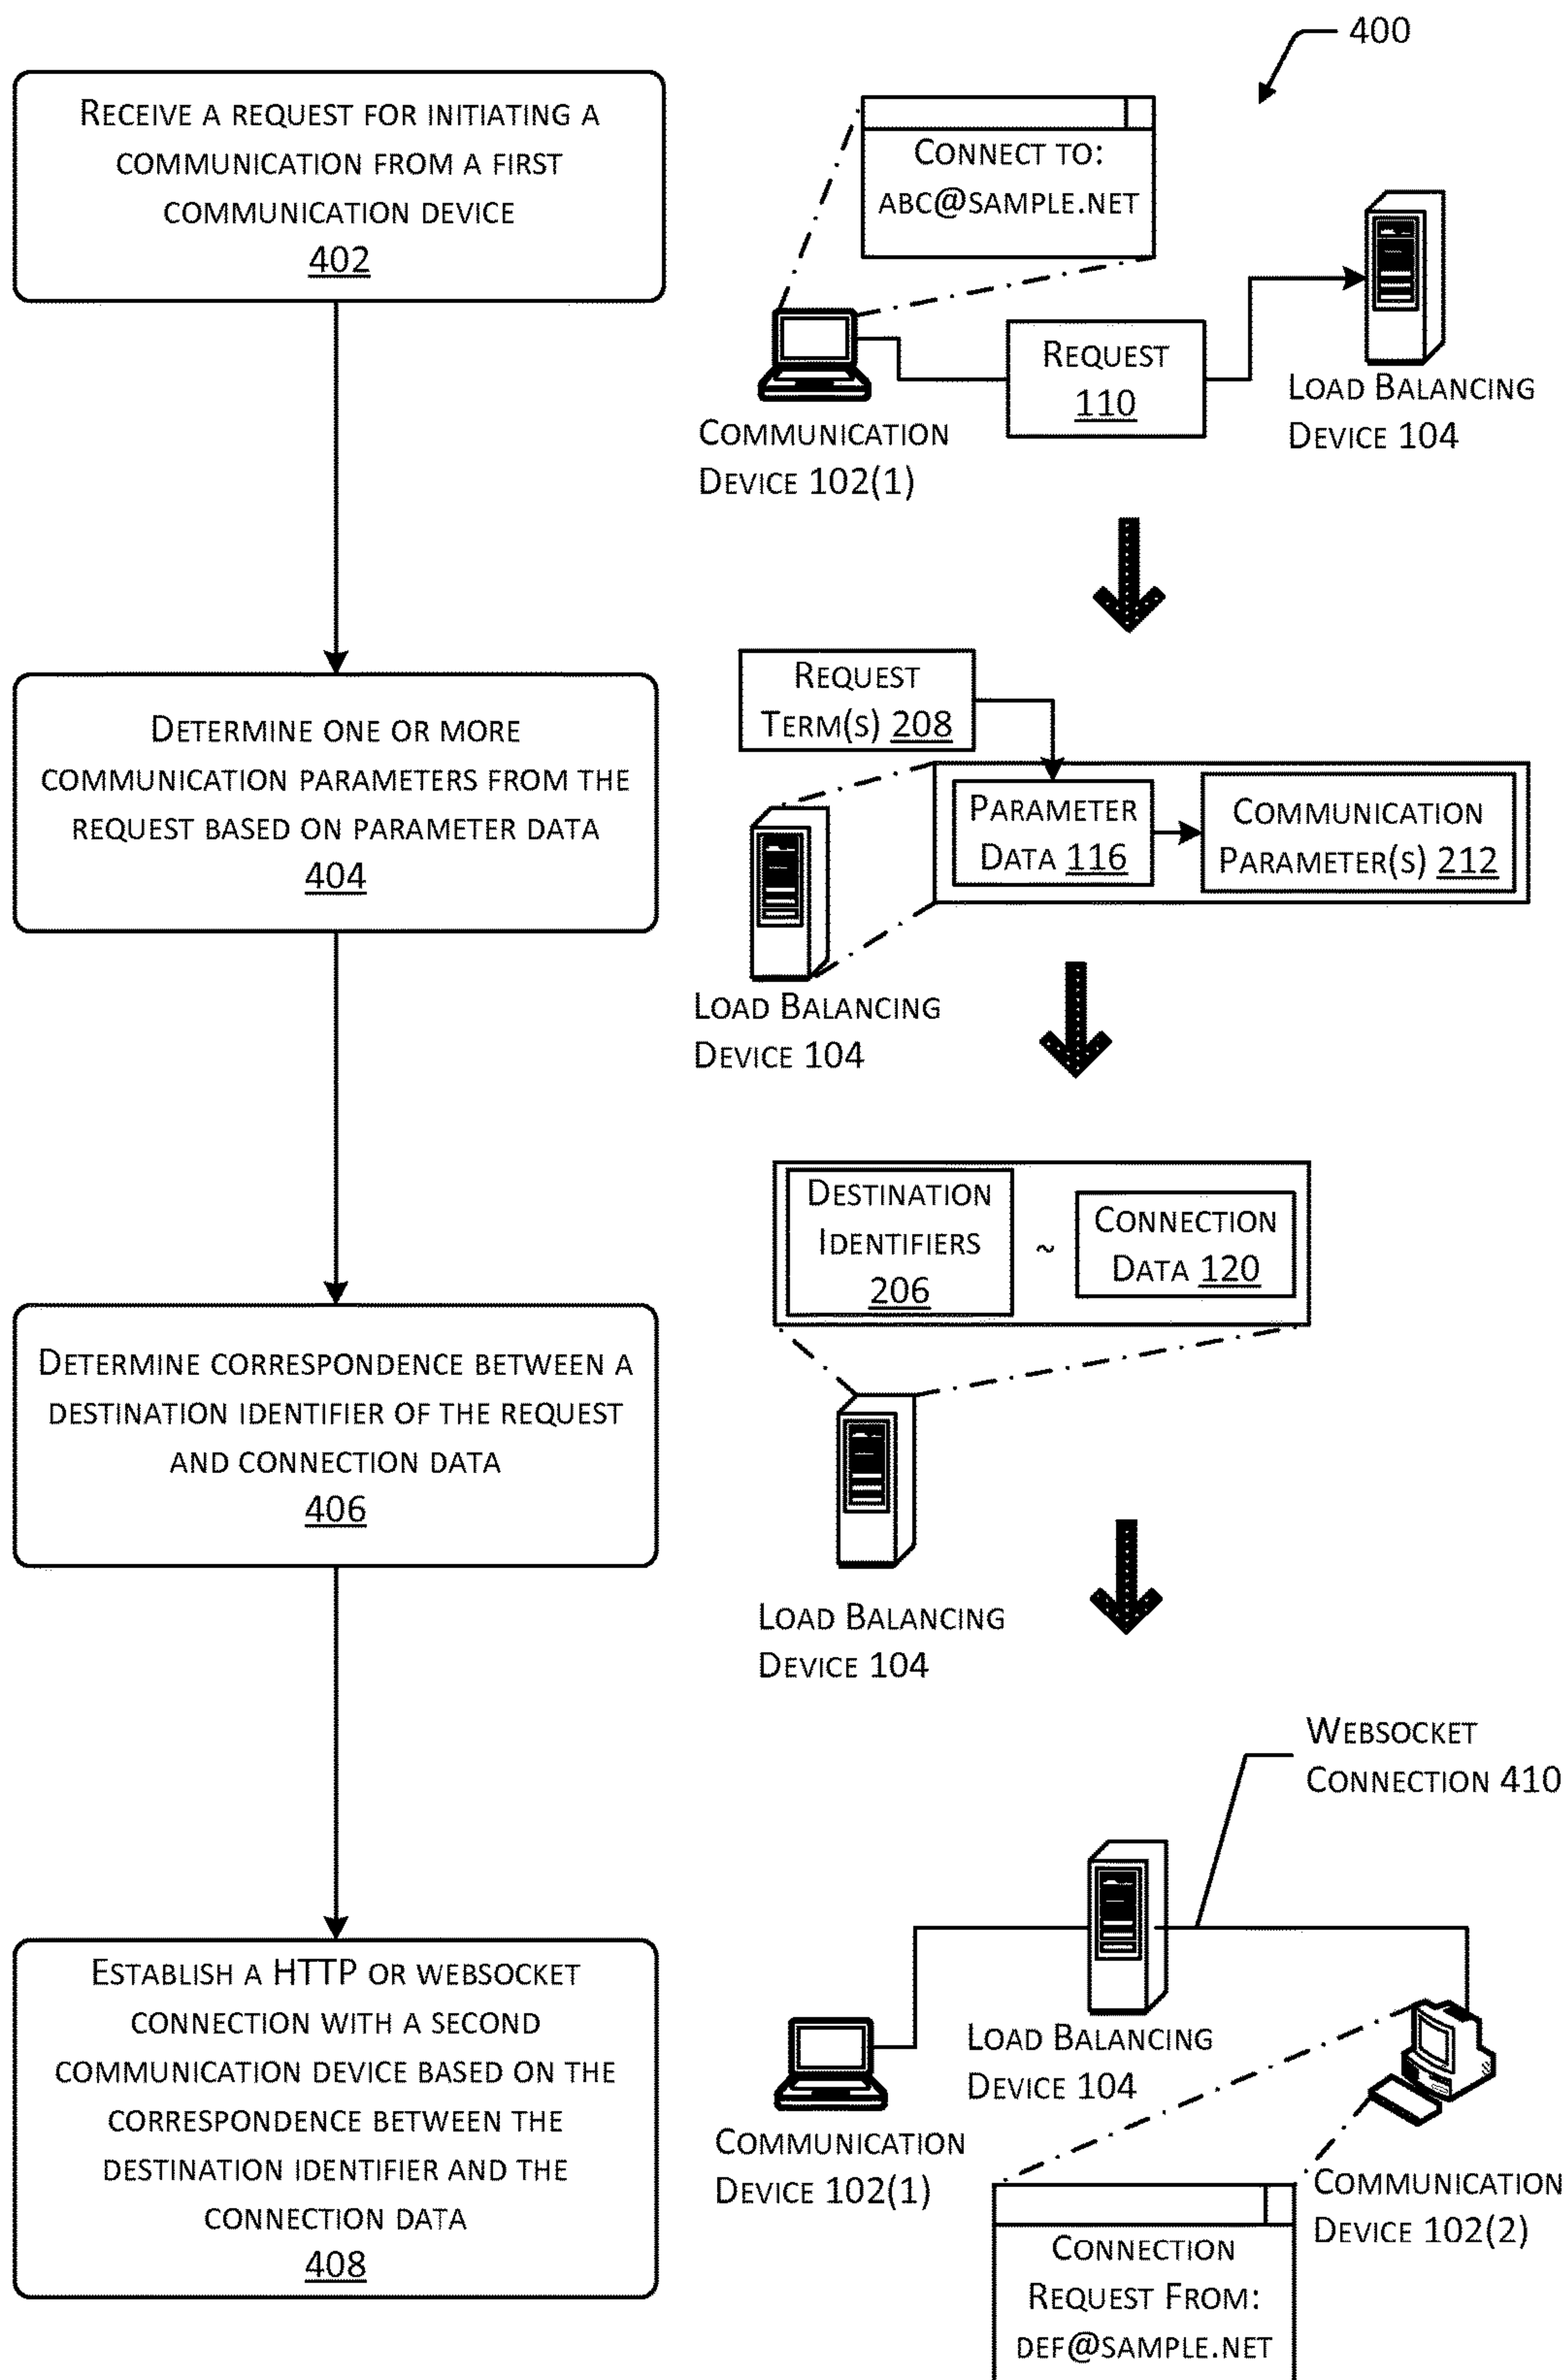 400
RECEIVE A REQUEST FOR INITIATING A
COMMUNICATION FROM A FIRST
COMMUNICATION DEVICE
402
CONNECT TO:
ABC@SAMPLE.NET
REQUEST
110
LOAD BALANCING
DEVICE 104
COMMUNICATION
DEVICE 102(1)
DETERMINE ONE OR MORE
COMMUNICATION PARAMETERS FROM THE
REQUEST BASED ON PARAMETER DATA
404
REQUEST
TERM(S) 208
PARAMETER
DATA 116
COMMUNICATION
PARAMETER(S) 212
LOAD BALANCING
DEVICE 104
DETERMINE CORRESPONDENCE BETWEEN A
DESTINATION IDENTIFIER OF THE REQUEST
AND CONNECTION DATA
406
DESTINATION
IDENTIFIERS
206
~
CONNECTION
DATA 120
LOAD BALANCING
DEVICE 104
ESTABLISH A HTTP OR WEBSOCKET
CONNECTION WITH A SECOND
COMMUNICATION DEVICE BASED ON THE
CORRESPONDENCE BETWEEN THE
DESTINATION IDENTIFIER AND THE
CONNECTION DATA
408
WEBSOCKET
CONNECTION 410
LOAD BALANCING
DEVICE 104
COMMUNICATION
DEVICE 102(1)
COMMUNICATION
DEVICE 102(2)
CONNECTION
REQUEST FROM:
DEF@SAMPLE.NET